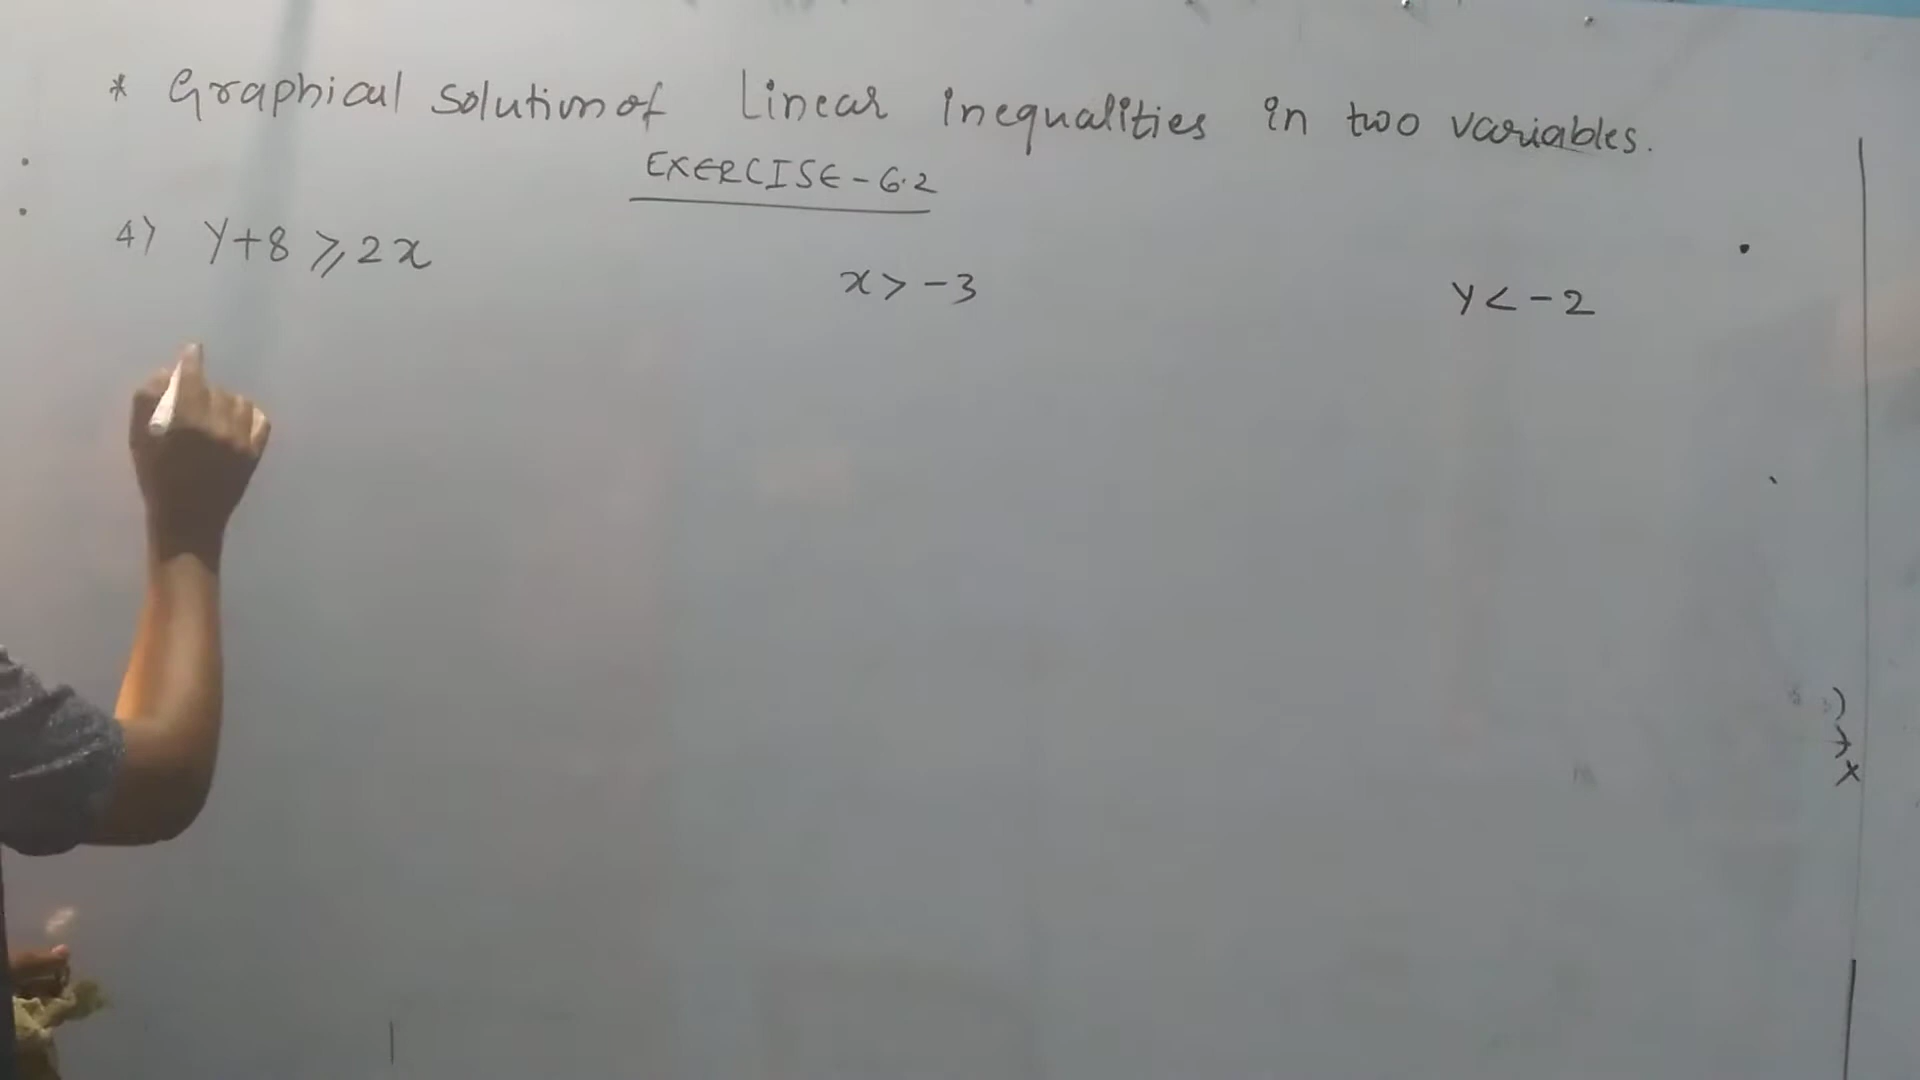 * Graphical solution of Linear inequalities in two variables.
EXERCISE-6.2
4) y+8 ⩾ 2x
x > -3
y < -2